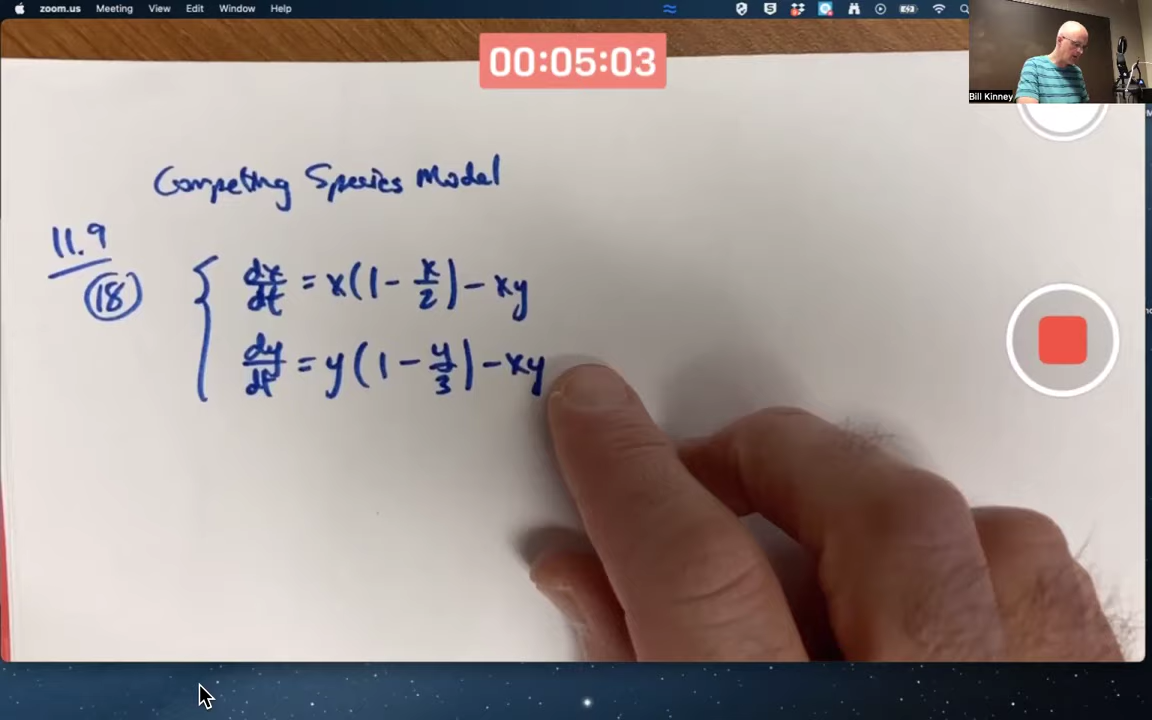 zoom.us Meeting View Edit Window Help
00:05:03
Bill Kinney
Competing Species Model
11.9
18
dx/dt = x(1 - x/2) - xy
dy/dt = y(1 - y/3) - xy